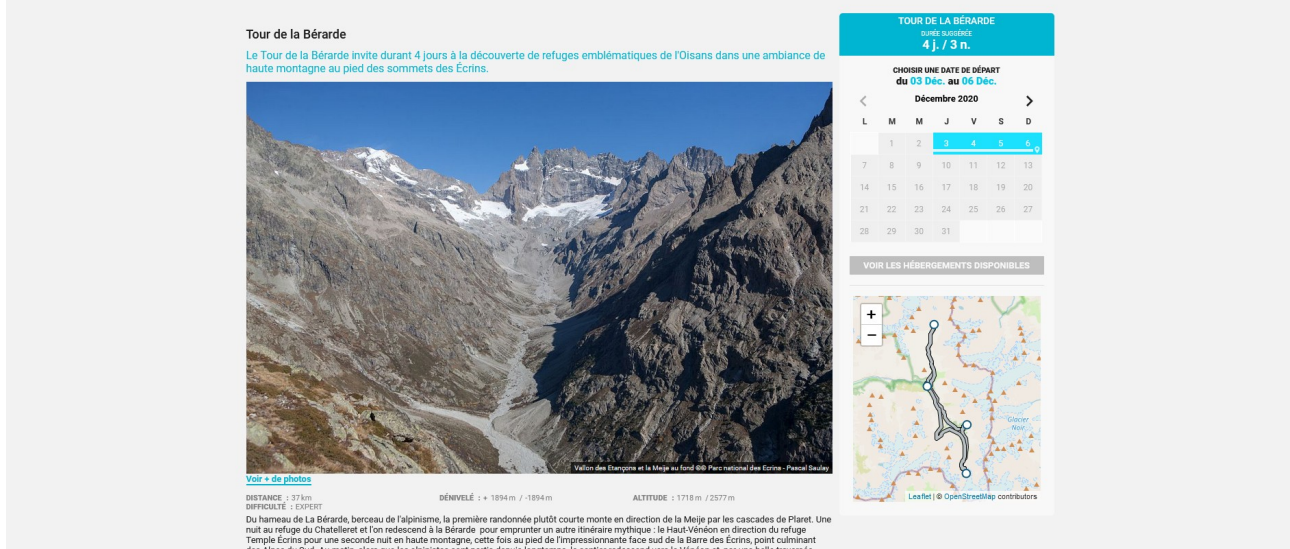 Tour de la Bérarde
Le Tour de la Bérarde invite durant 4 jours à la découverte de refuges emblématiques de l'Oisans dans une ambiance de
haute montagne au pied des sommets des Écrins.
Vallon des Etançons et la Meije au fond ©© Parc national des Ecrins - Pascal Saulay
Voir + de photos
DISTANCE : 37 km DÉNIVELÉ : + 1894 m / -1894 m ALTITUDE : 1718 m / 2577 m
DIFFICULTÉ : EXPERT
Du hameau de La Bérarde, berceau de l'alpinisme, la première randonnée plutôt courte monte en direction de la Meije par les cascades de Plaret. Une
nuit au refuge du Chatelleret et l'on redescend à la Bérarde pour emprunter un autre itinéraire mythique : le Haut-Vénéon en direction du refuge
Temple Écrins pour une seconde nuit en haute montagne, cette fois au pied de l'impressionnante face sud de la Barre des Écrins, point culminant
TOUR DE LA BÉRARDE
DURÉE SUGGÉRÉE
4 j. / 3 n.
CHOISIR UNE DATE DE DÉPART
du 03 Déc. au 06 Déc.
Décembre 2020
L M M J V S D
1 2 3 4 5 6
7 8 9 10 11 12 13
14 15 16 17 18 19 20
21 22 23 24 25 26 27
28 29 30 31
VOIR LES HÉBERGEMENTS DISPONIBLES
+
−
Glacier
Noir
Leaflet | © OpenStreetMap contributors